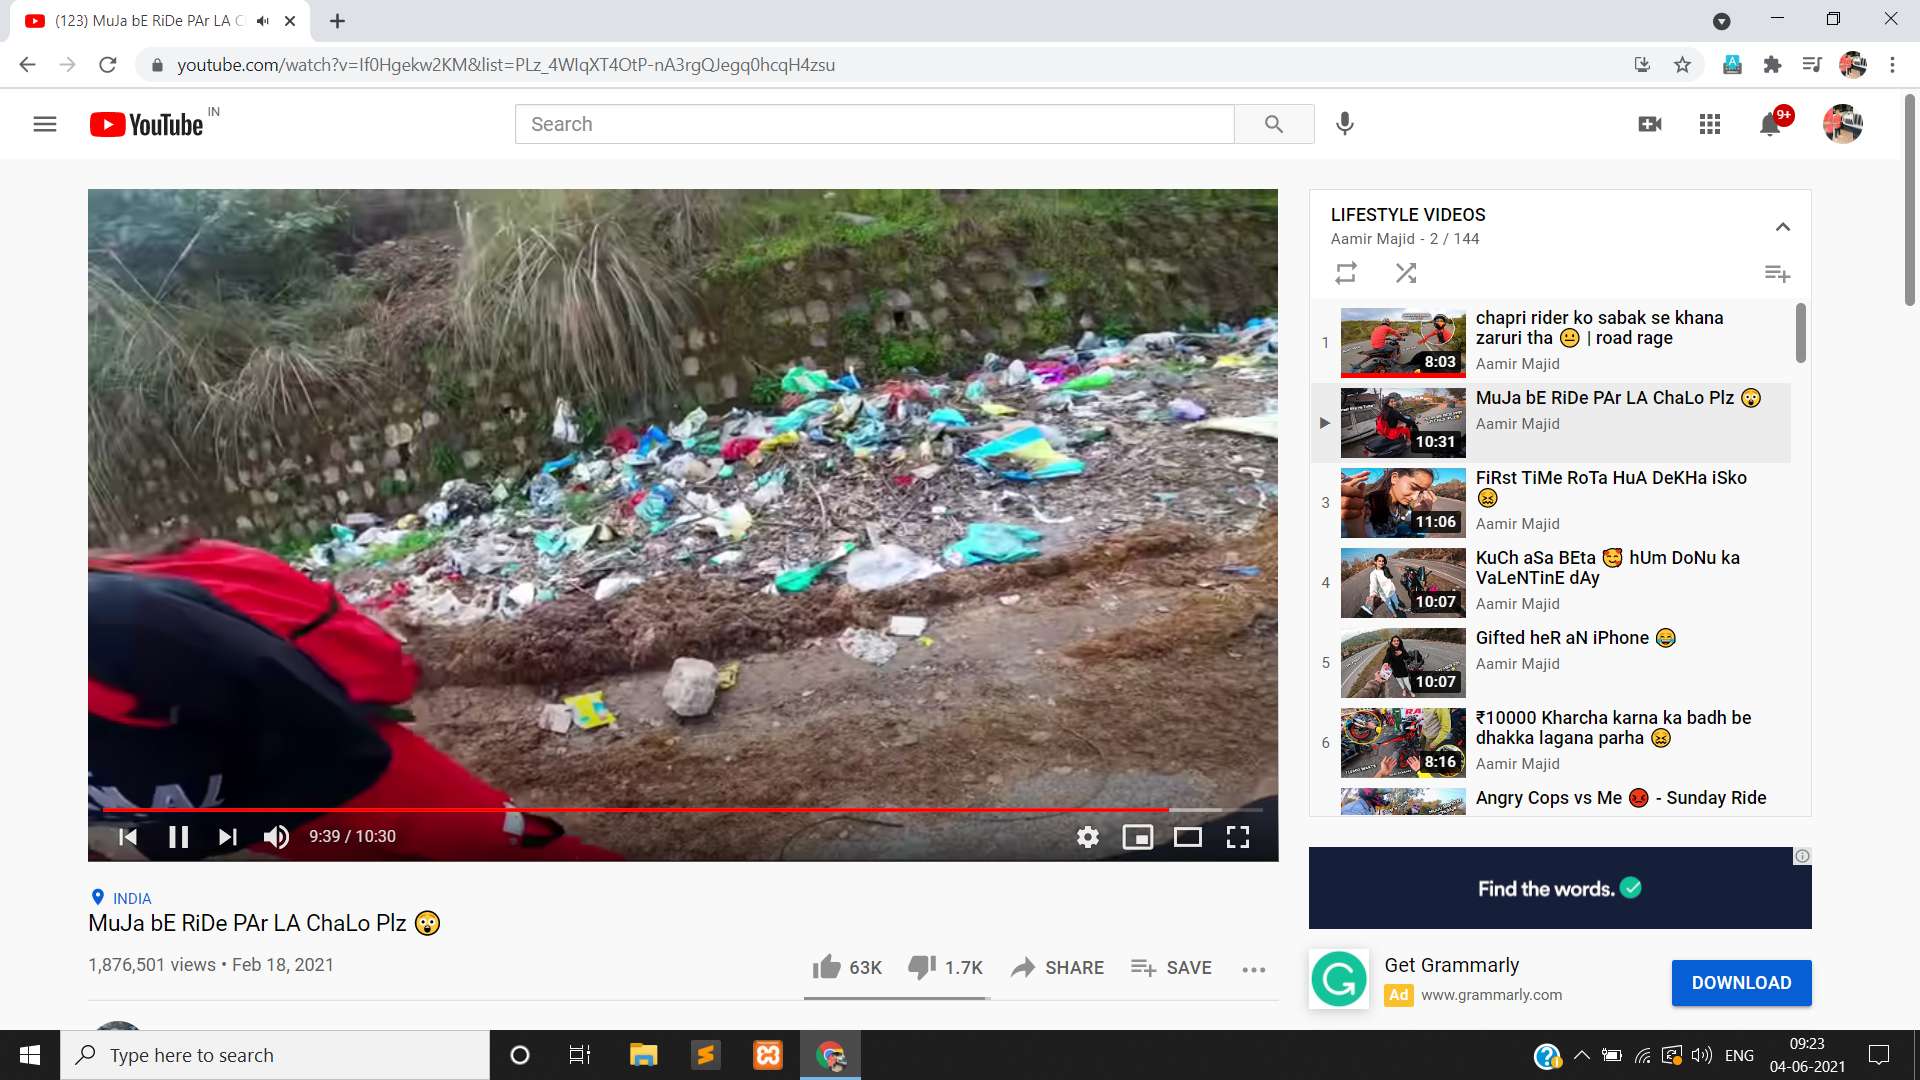 (123) MuJa bE RiDe PAr LA C
youtube.com/watch?v=If0Hgekw2KM&list=PLz_4WIqXT4OtP-nA3rgQJegq0hcqH4zsu
YouTube IN
Search
9+
9:39 / 10:30
INDIA
MuJa bE RiDe PAr LA ChaLo Plz 😲
1,876,501 views • Feb 18, 2021
63K
1.7K
SHARE
SAVE
LIFESTYLE VIDEOS
Aamir Majid - 2 / 144
1
8:03
chapri rider ko sabak se khana
zaruri tha 😐 | road rage
Aamir Majid
10:31
MuJa bE RiDe PAr LA ChaLo Plz 😲
Aamir Majid
3
11:06
FiRst TiMe RoTa HuA DeKHa iSko
😖
Aamir Majid
4
10:07
KuCh aSa BEta 🥰 hUm DoNu ka
VaLeNTinE dAy
Aamir Majid
5
10:07
Gifted heR aN iPhone 😂
Aamir Majid
6
8:16
₹10000 Kharcha karna ka badh be
dhakka lagana parha 😖
Aamir Majid
Angry Cops vs Me 😡 - Sunday Ride
Find the words.
Get Grammarly
Ad www.grammarly.com
DOWNLOAD
Type here to search
ENG
09:23
04-06-2021